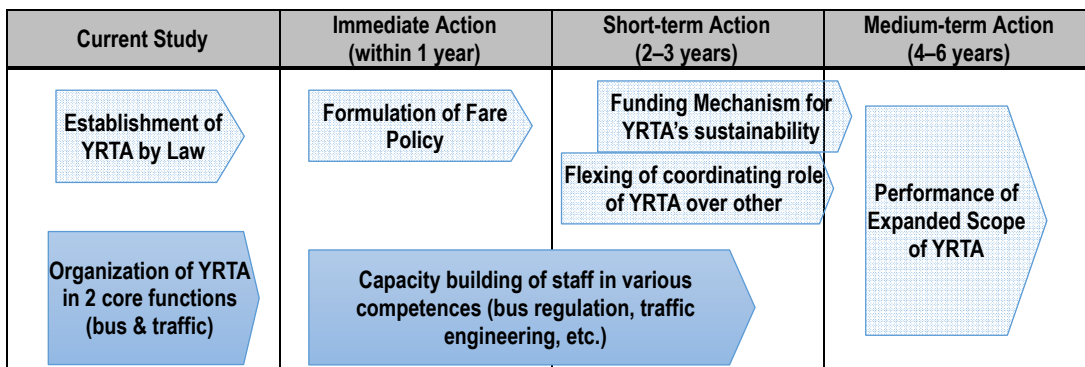 Current Study
Immediate Action
(within 1 year)
Short-term Action
(2–3 years)
Medium-term Action
(4–6 years)
Establishment of
YRTA by Law
Formulation of Fare
Policy
Funding Mechanism for
YRTA’s sustainability
Flexing of coordinating role
of YRTA over other
Performance of
Expanded Scope
of YRTA
Organization of YRTA
in 2 core functions
(bus & traffic)
Capacity building of staff in various
competences (bus regulation, traffic
engineering, etc.)